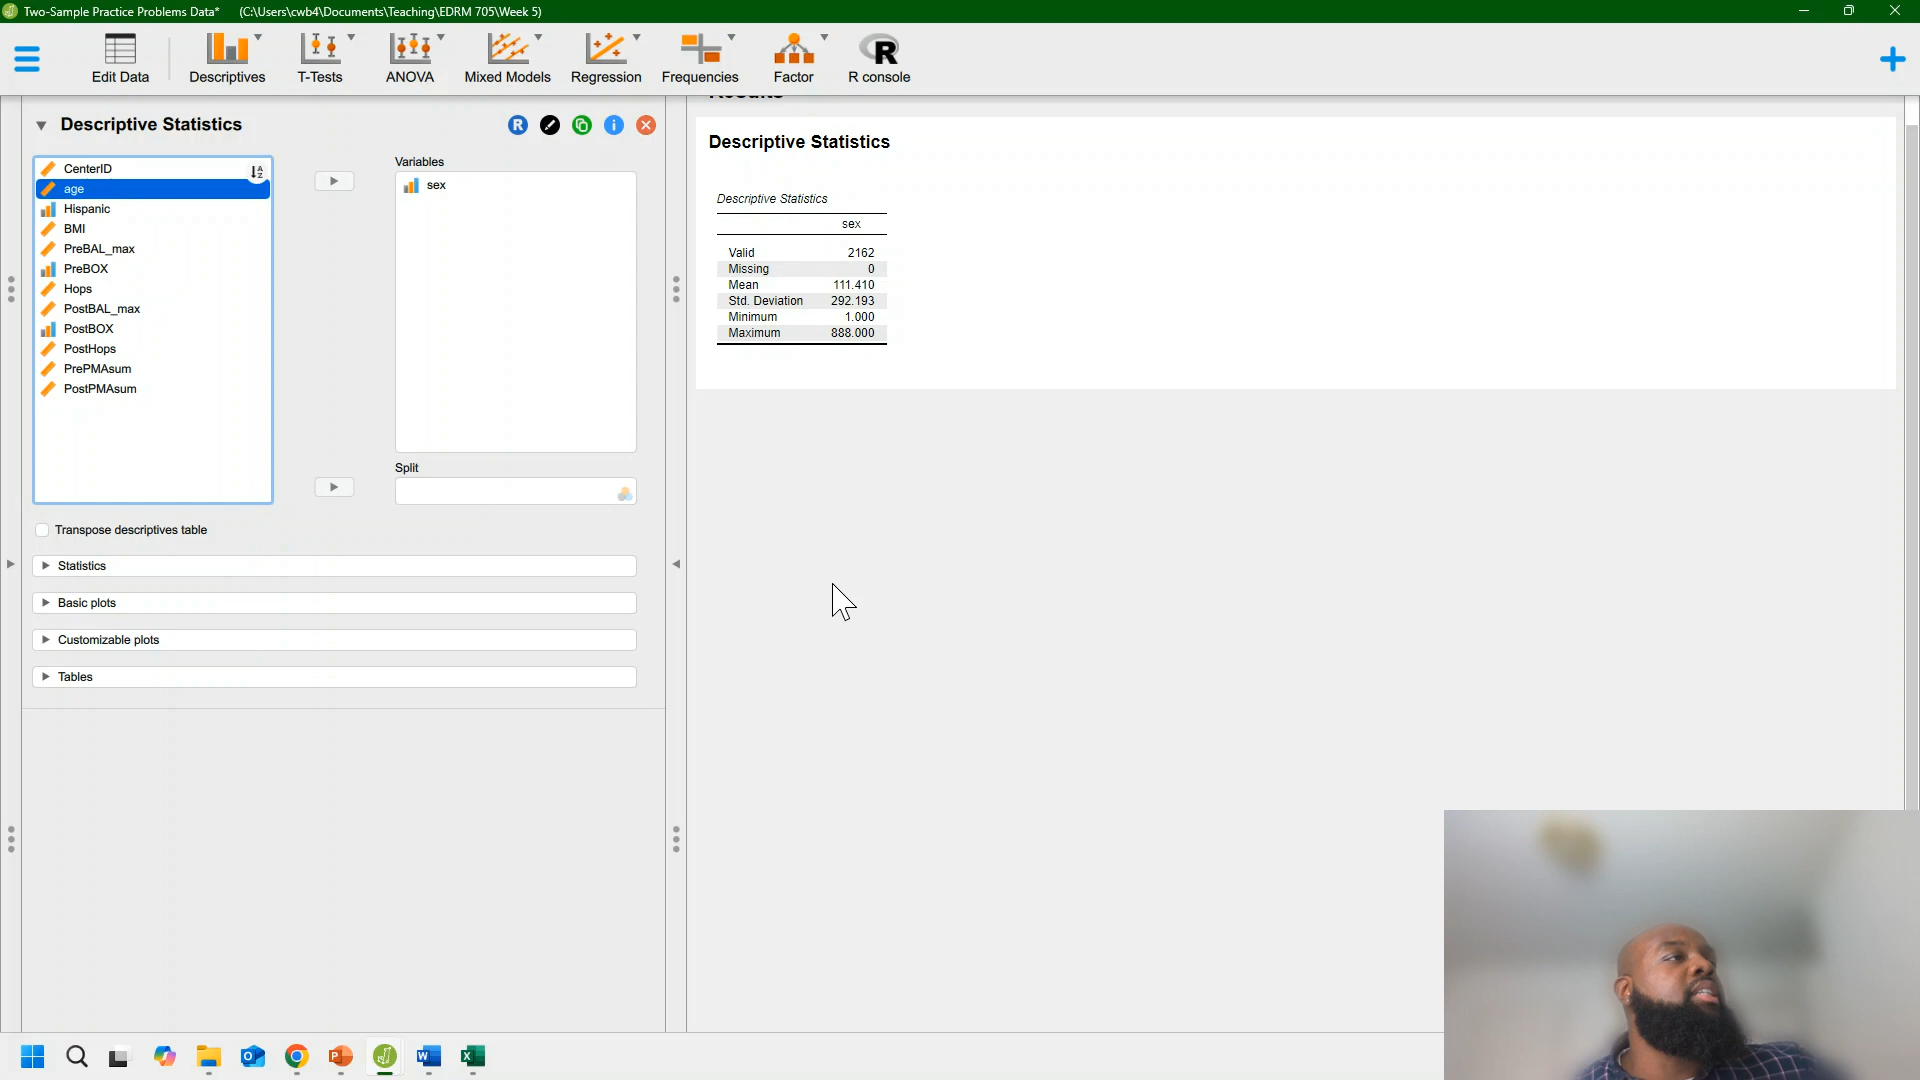 Two-Sample Practice Problems Data* (C:\Users\cwb4\Documents\Teaching\EDRM 705\Week 5)
Edit Data
Descriptives
T-Tests
ANOVA
Mixed Models
Regression
Frequencies
Factor
R console
Descriptive Statistics
CenterID
age
Hispanic
BMI
PreBAL_max
PreBOX
Hops
PostBAL_max
PostBOX
PostHops
PrePMAsum
PostPMAsum
Variables
sex
Split
Transpose descriptives table
Statistics
Basic plots
Customizable plots
Tables
Results
Descriptive Statistics
Descriptive Statistics
sex
Valid 2162
Missing 0
Mean 111.410
Std. Deviation 292.193
Minimum 1.000
Maximum 888.000